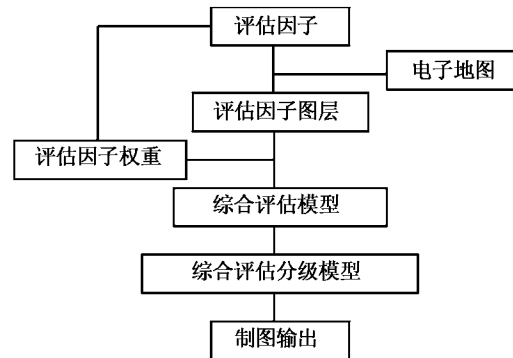 评估因子
电子地图
评估因子图层
评估因子权重
综合评估模型
综合评估分级模型
制图输出